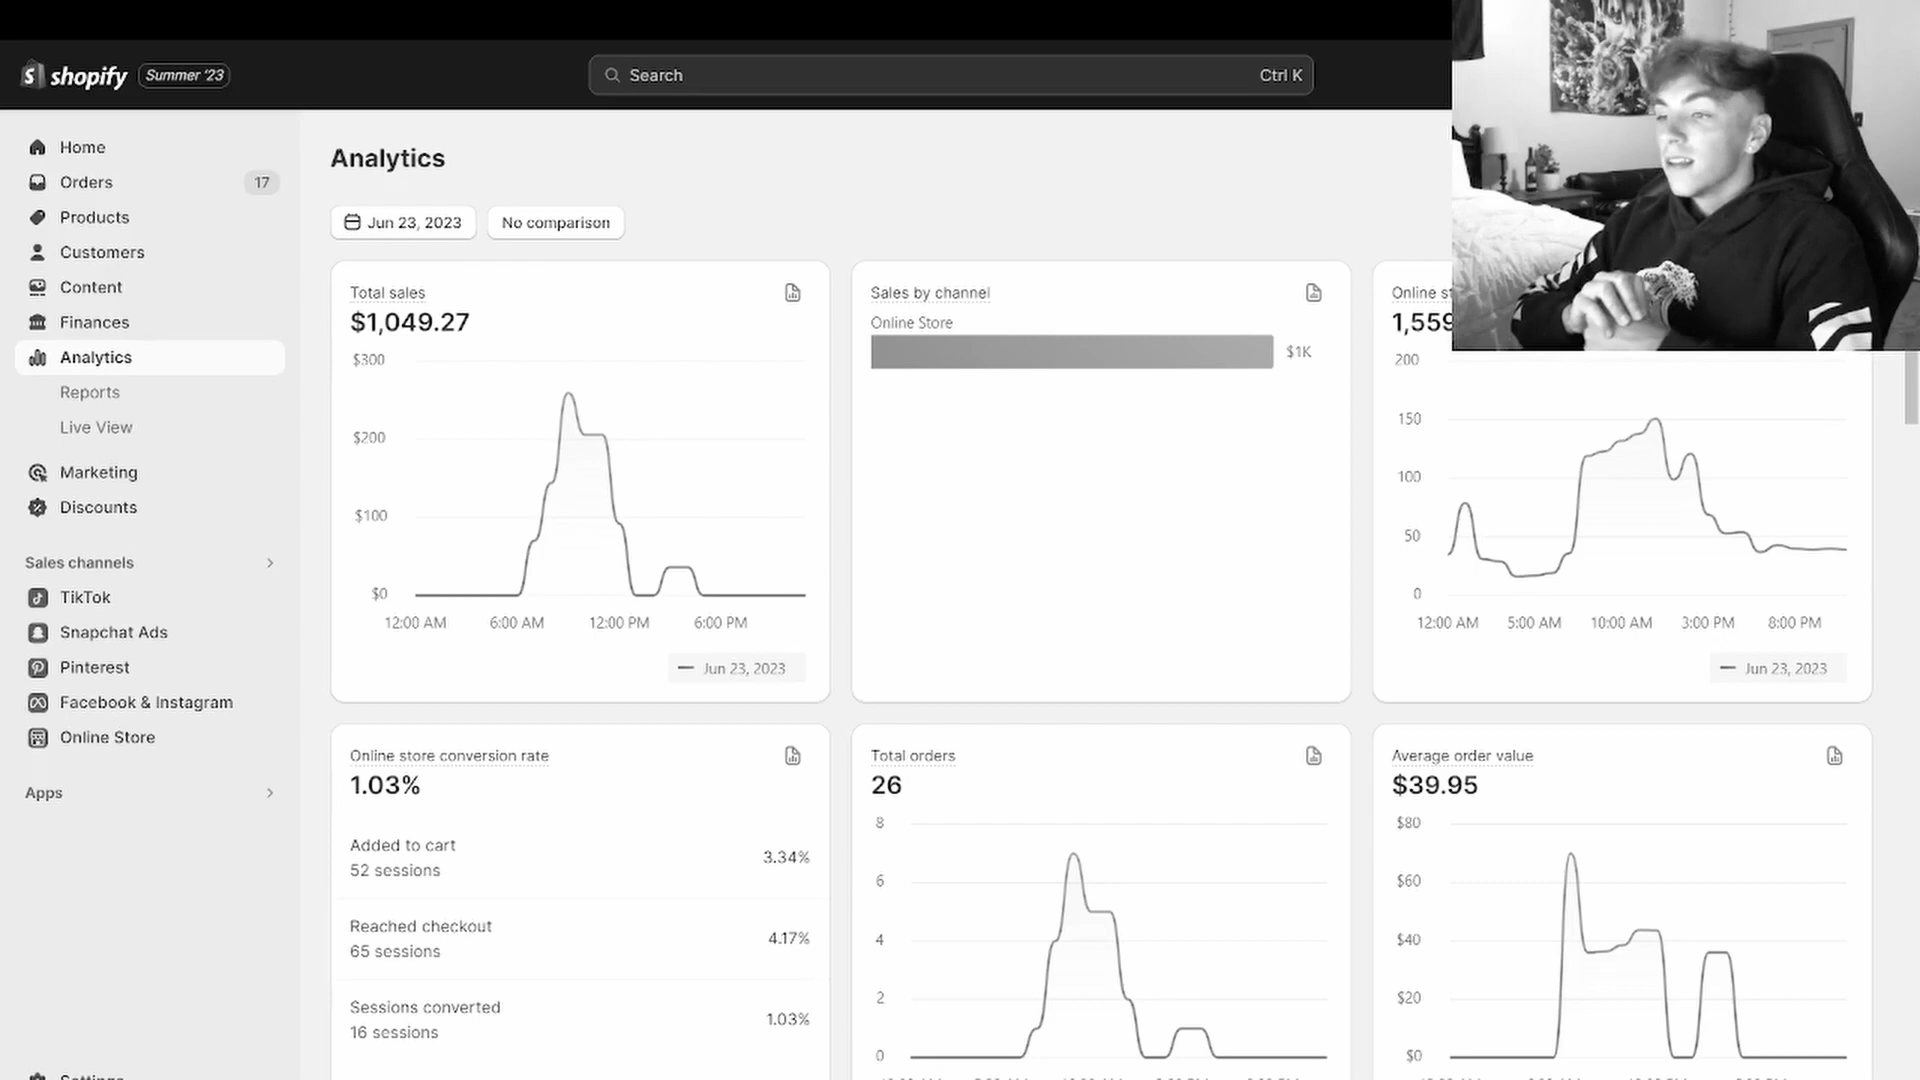 shopify Summer '23
Search Ctrl K
Home
Orders 17
Products
Customers
Content
Finances
Analytics
Reports
Live View
Marketing
Discounts
Sales channels
TikTok
Snapchat Ads
Pinterest
Facebook & Instagram
Online Store
Apps
Analytics
Jun 23, 2023 No comparison
Total sales
$1,049.27
$300
$200
$100
$0
12:00 AM 6:00 AM 12:00 PM 6:00 PM
Jun 23, 2023
Sales by channel
Online Store
$1K
Online
1,559
200
150
100
50
0
12:00 AM 5:00 AM 10:00 AM 3:00 PM 8:00 PM
Jun 23, 2023
Online store conversion rate
1.03%
Added to cart
52 sessions
3.34%
Reached checkout
65 sessions
4.17%
Sessions converted
16 sessions
1.03%
Total orders
26
8
6
4
2
0
Average order value
$39.95
$80
$60
$40
$20
$0